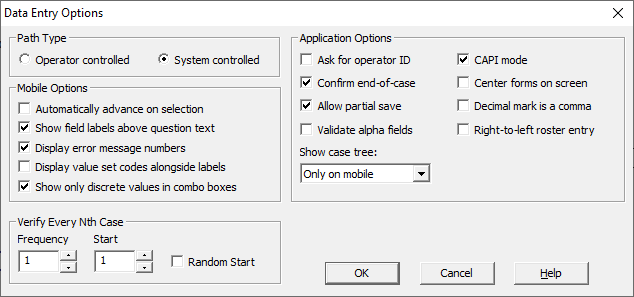 Data Entry Options
Path Type
Operator controlled
System controlled
Mobile Options
Automatically advance on selection
Show field labels above question text
Display error message numbers
Display value set codes alongside labels
Show only discrete values in combo boxes
Verify Every Nth Case
Frequency
Start
1
1
Random Start
Application Options
Ask for operator ID
CAPI mode
Confirm end-of-case
Center forms on screen
Allow partial save
Decimal mark is a comma
Validate alpha fields
Right-to-left roster entry
Show case tree:
Only on mobile
OK
Cancel
Help